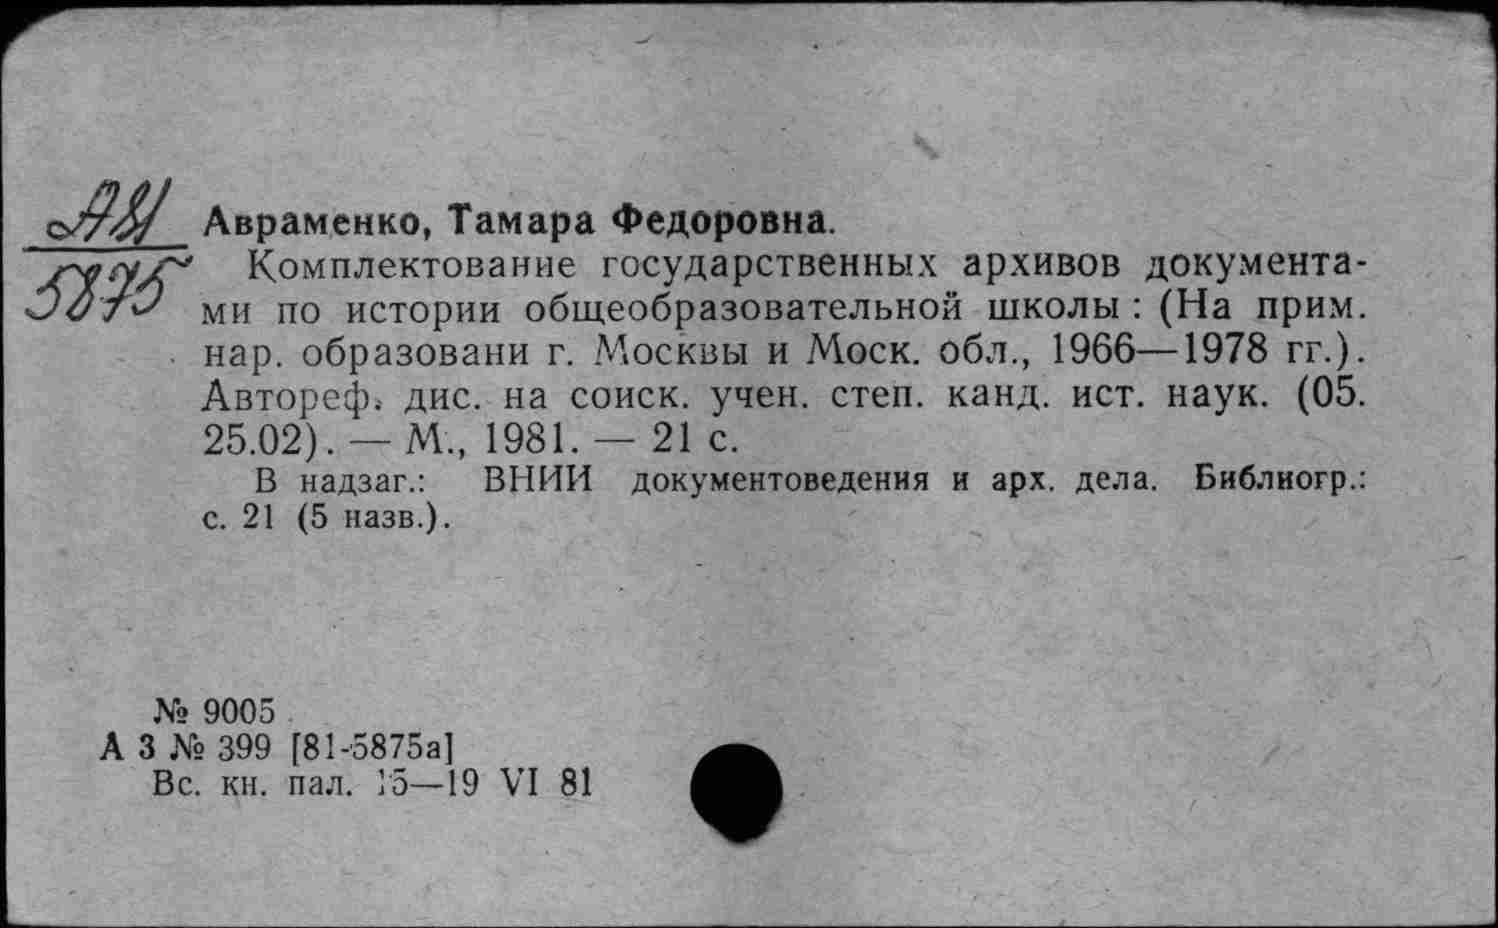 Авраменко, Тамара Федоровна.
Комплектование государственных архивов документа-
ми по истории общеобразовательной школы : (На прим.
нар. образовани г. Москвы и Моск. обл., 1966—1978 гг.).
Автореф. дис. на соиск. учен. степ. канд. ист. наук. (05.
25.02). — М., 1981. — 21 с.
В надзаг.: ВНИИ документоведения и арх. дела. Библиогр.:
с. 21 (5 назв.).
№ 9005
А 3 № 399 [81-5875а]
Вс. кн. пал. 15—19 VI 81